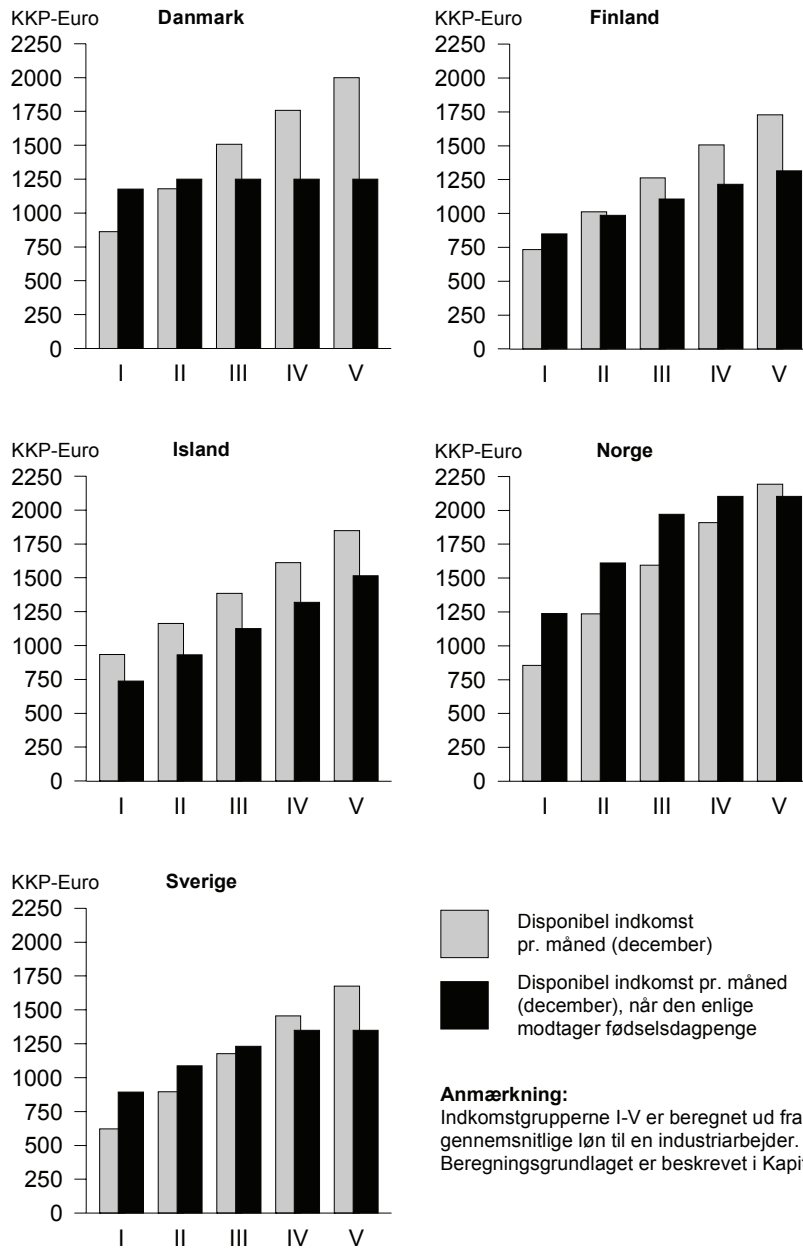 KKP-Euro Danmark
2250
2000
1750
1500
1250
1000
750
500
250
0
I II III IV V
KKP-Euro Finland
2250
2000
1750
1500
1250
1000
750
500
250
0
I II III IV V
KKP-Euro Island
2250
2000
1750
1500
1250
1000
750
500
250
0
I II III IV V
KKP-Euro Norge
2250
2000
1750
1500
1250
1000
750
500
250
0
I II III IV V
KKP-Euro Sverige
2250
2000
1750
1500
1250
1000
750
500
250
0
I II III IV V
Disponibel indkomst
pr. måned (december)
Disponibel indkomst pr. måned
(december), når den enlige
modtager fødselsdagpenge
Anmærkning:
Indkomstgrupperne I-V er beregnet ud fra
gennemsnitlige løn til en industriarbejder.
Beregningsgrundlaget er beskrevet i